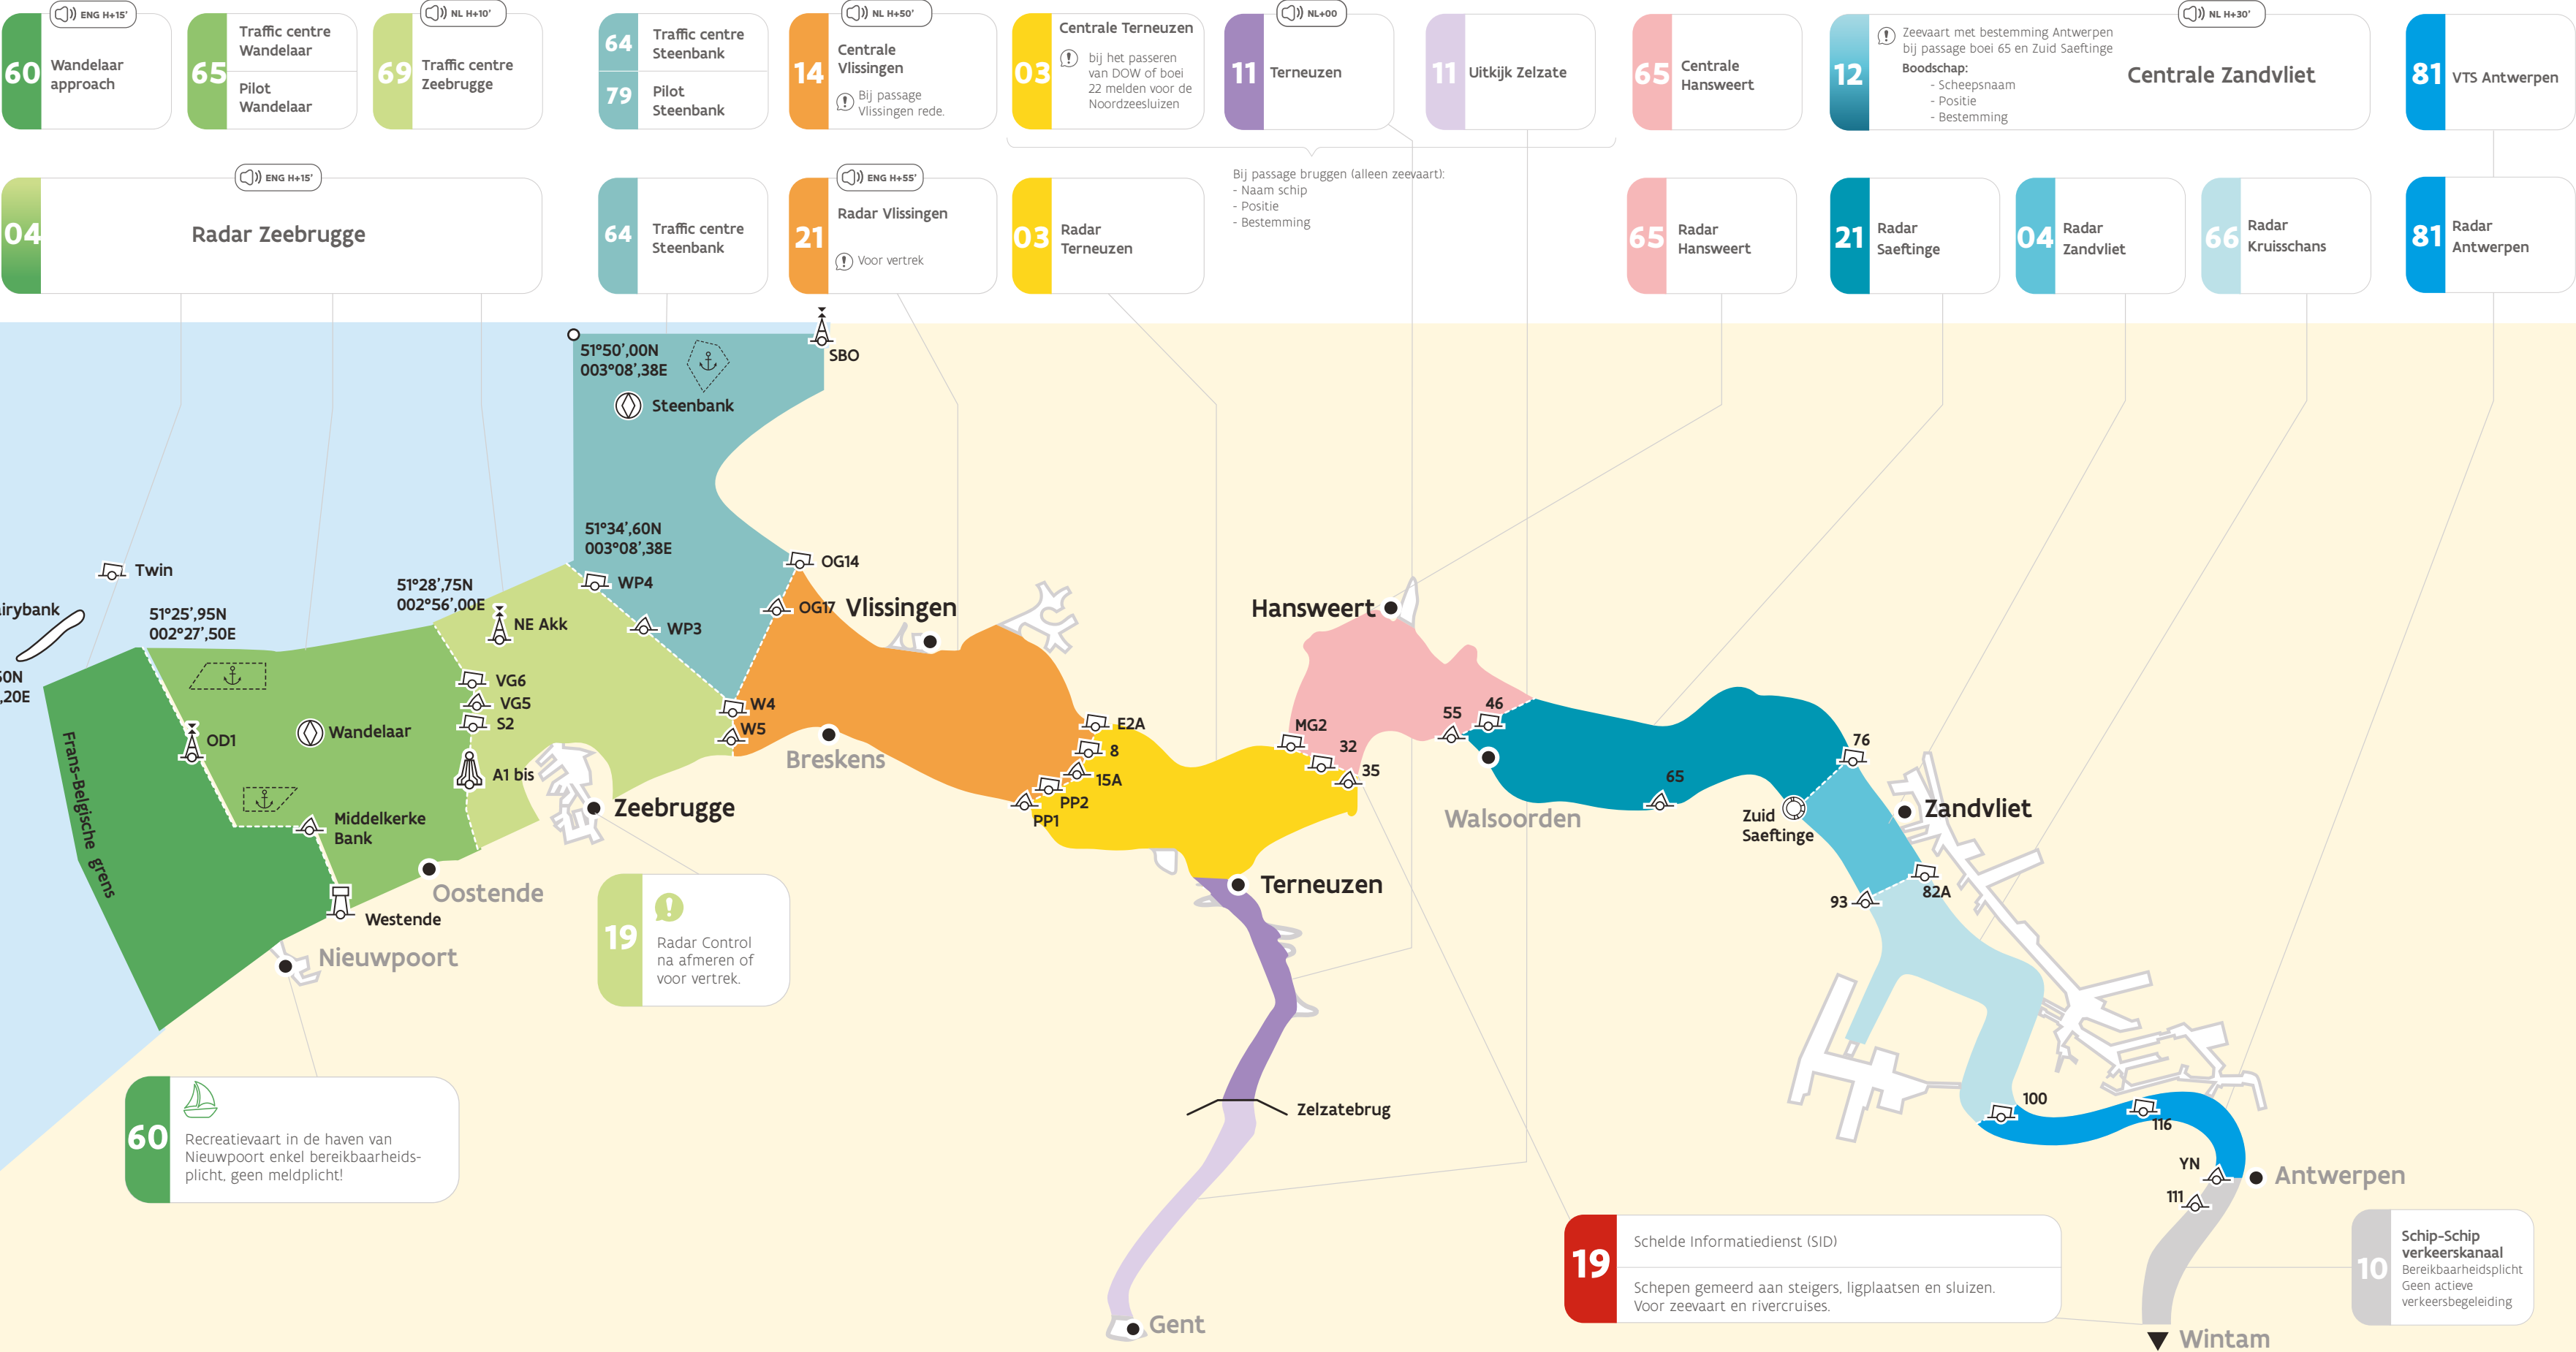 ENG H+15'
60
Wandelaar
approach
65
Traffic centre
Wandelaar
Pilot
Wandelaar
NL H+10'
69
Traffic centre
Zeebrugge
64
Traffic centre
Steenbank
79
Pilot
Steenbank
NL H+50'
14
Centrale
Vlissingen
Bij passage
Vlissingen rede.
03
Centrale Terneuzen
bij het passeren
van DOW of boei
22 melden voor de
Noordzeesluizen
NL+00
11
Terneuzen
11
Uitkijk Zelzate
65
Centrale
Hansweert
NL H+30'
12
Zeevaart met bestemming Antwerpen
bij passage boei 65 en Zuid Saeftinge
Boodschap:
- Scheepsnaam
- Positie
- Bestemming
Centrale Zandvliet
81
VTS Antwerpen
ENG H+15'
04
Radar Zeebrugge
64
Traffic centre
Steenbank
ENG H+55'
21
Radar Vlissingen
Voor vertrek
03
Radar
Terneuzen
Bij passage bruggen (alleen zeevaart):
- Naam schip
- Positie
- Bestemming
65
Radar
Hansweert
21
Radar
Saeftinge
04
Radar
Zandvliet
66
Radar
Kruisschans
81
Radar
Antwerpen
51°50',00N
003°08',38E
SBO
Steenbank
51°34',60N
003°08',38E
OG14
Twin
WP4
51°28',75N
002°56',00E
irybank
51°25',95N
002°27',50E
NE Akk
WP3
OG17
Vlissingen
Hansweert
50N
,20E
VG6
VG5
S2
W4
W5
E2A
8
15A
PP2
PP1
MG2
32
35
55
46
76
Frans-Belgische grens
OD1
Wandelaar
A1 bis
Breskens
65
Zeebrugge
Walsoorden
Zuid
Saeftinge
Zandvliet
Middelkerke
Bank
Oostende
Westende
Terneuzen
93
82A
Nieuwpoort
19
Radar Control
na afmeren of
voor vertrek.
60
Recreatievaart in de haven van
Nieuwpoort enkel bereikbaarheids-
plicht, geen meldplicht!
Zelzatebrug
100
116
YN
111
Antwerpen
19
Schelde Informatiedienst (SID)
Schepen gemeerd aan steigers, ligplaatsen en sluizen.
Voor zeevaart en rivercruises.
10
Schip-Schip
verkeerskanaal
Bereikbaarheidsplicht
Geen actieve
verkeersbegeleiding
Gent
Wintam